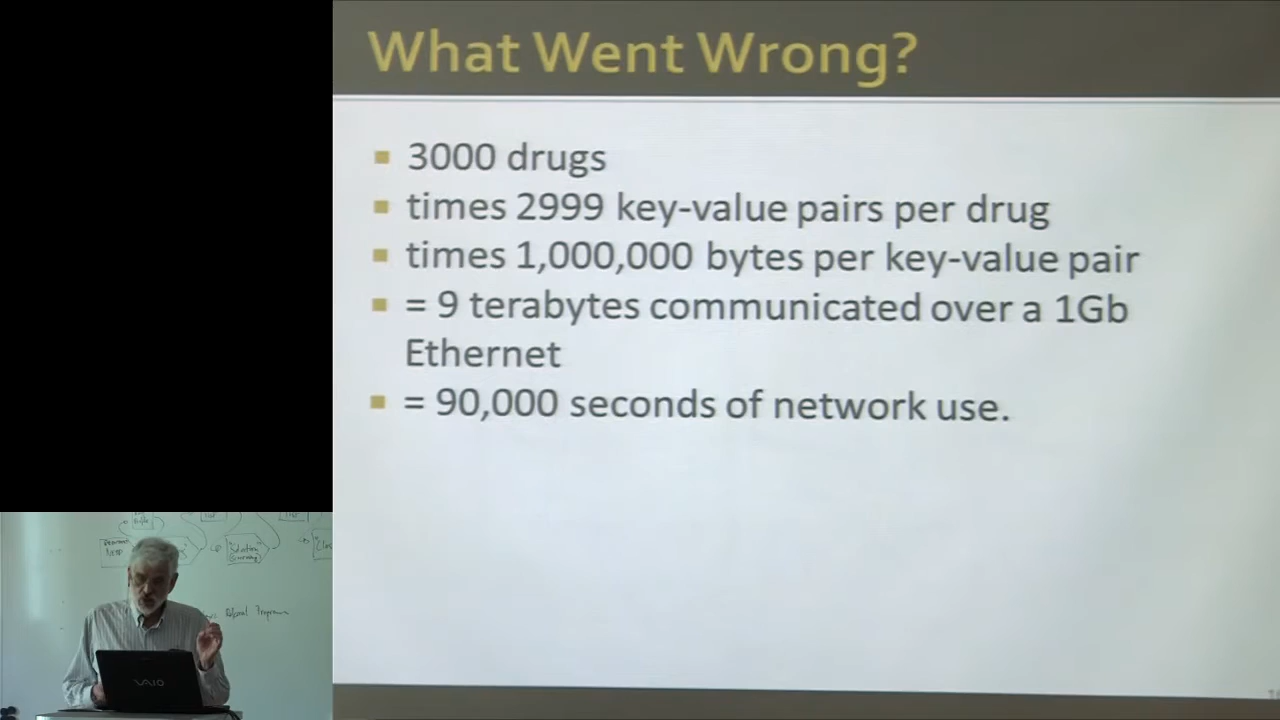 What Went Wrong?
3000 drugs
times 2999 key-value pairs per drug
times 1,000,000 bytes per key-value pair
= 9 terabytes communicated over a 1Gb
Ethernet
= 90,000 seconds of network use.
VAIO